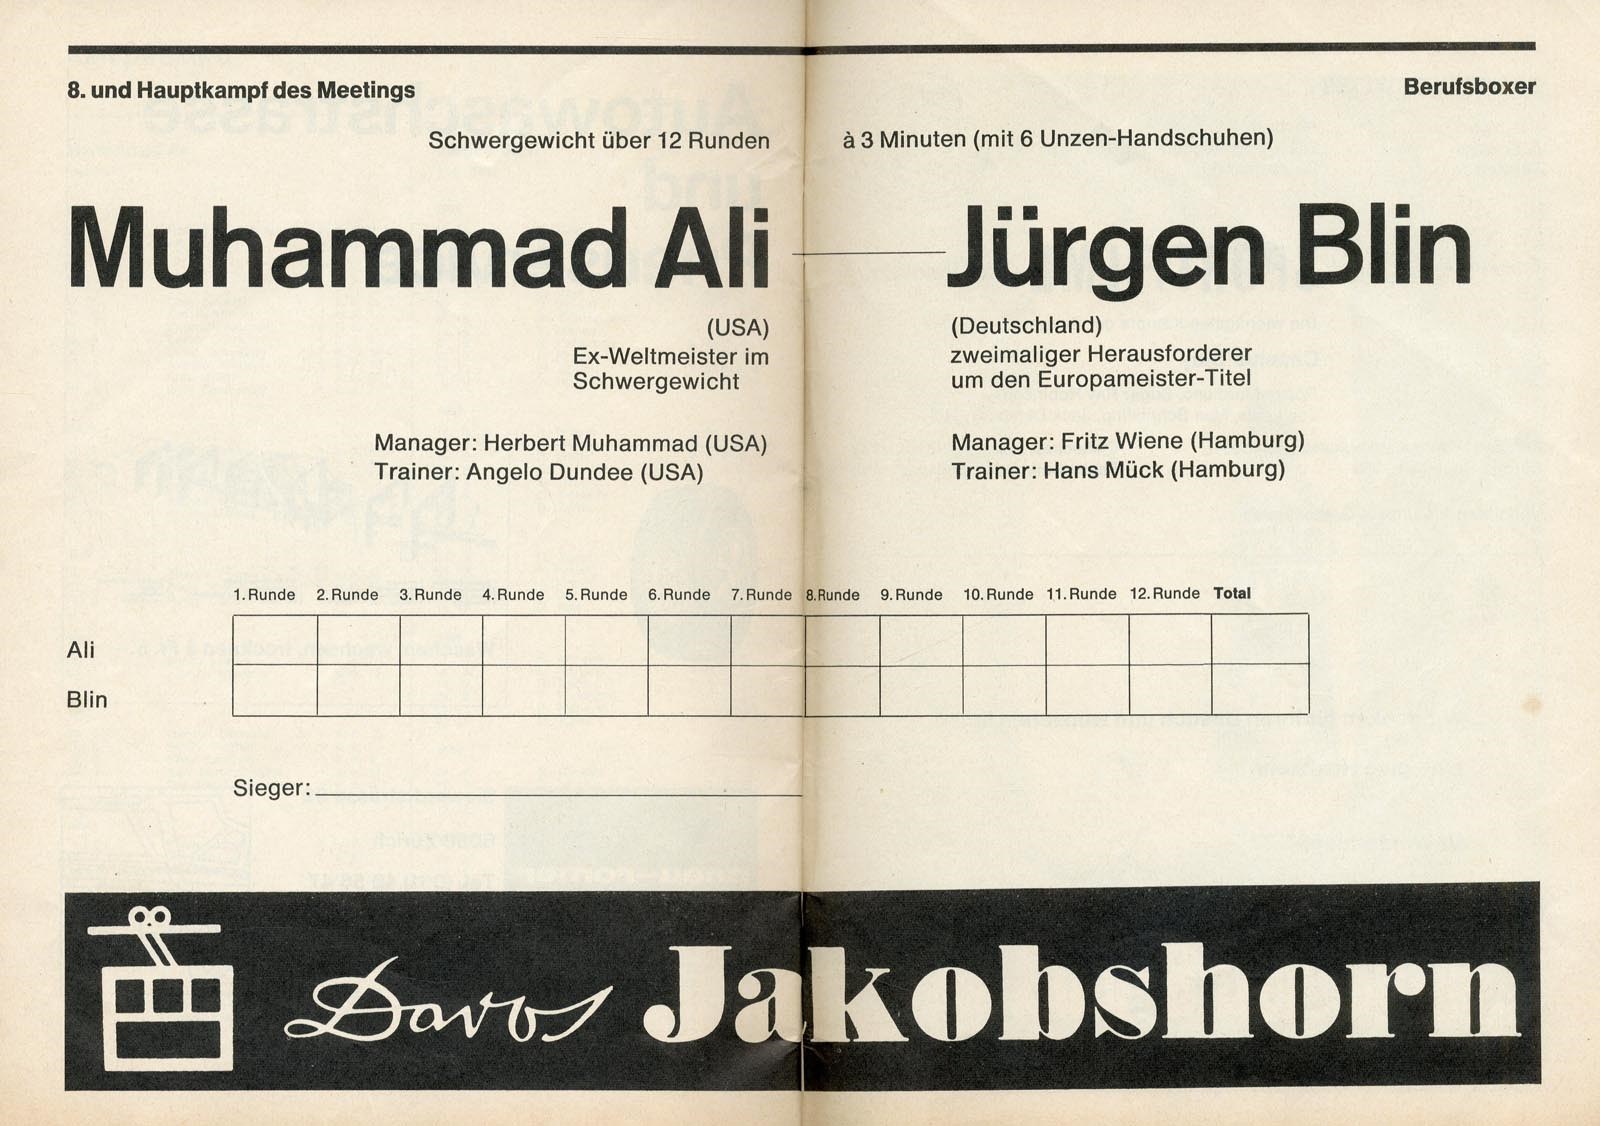 8. und Hauptkampf des Meetings
Berufsboxer
Schwergewicht über 12 Runden à 3 Minuten (mit 6 Unzen-Handschuhen)
Muhammad Ali — Jürgen Blin
(USA)
Ex-Weltmeister im
Schwergewicht
Manager: Herbert Muhammad (USA)
Trainer: Angelo Dundee (USA)
(Deutschland)
zweimaliger Herausforderer
um den Europameister-Titel
Manager: Fritz Wiene (Hamburg)
Trainer: Hans Mück (Hamburg)
1. Runde 2. Runde 3. Runde 4. Runde 5. Runde 6. Runde 7. Runde 8. Runde 9. Runde 10. Runde 11. Runde 12. Runde Total
Ali
Blin
Sieger:
Davos Jakobshorn